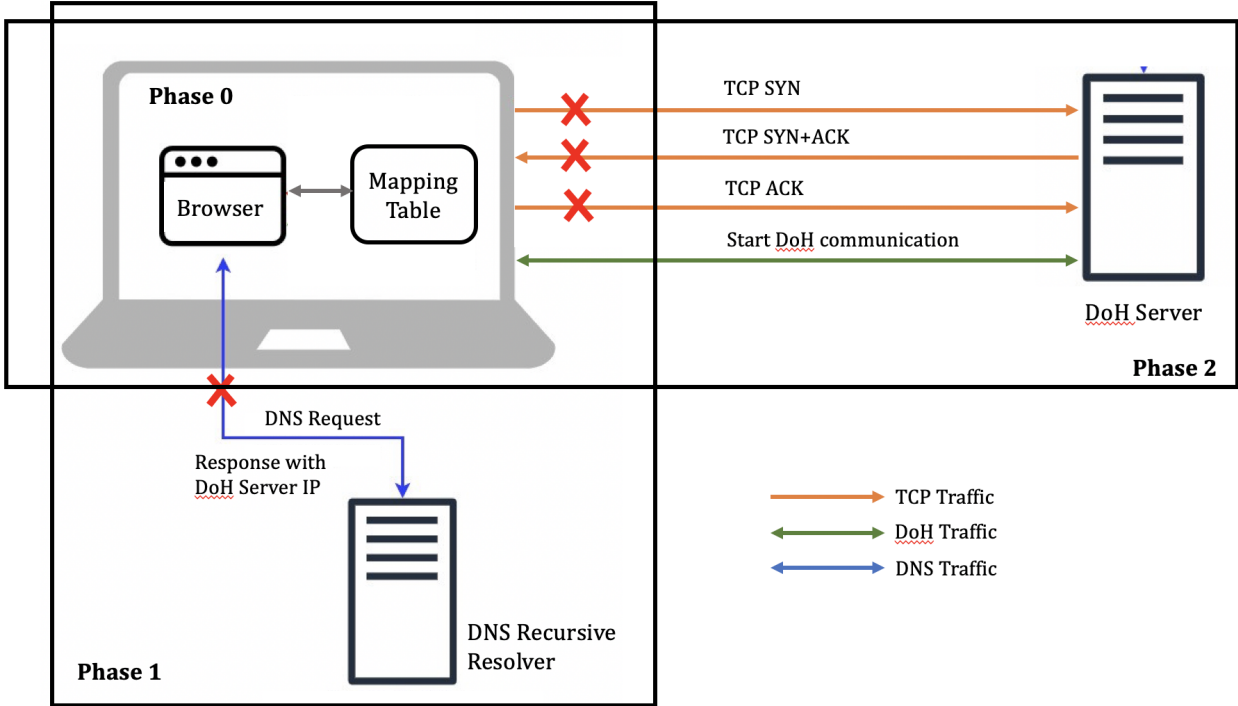 Phase 0
Browser
Mapping
Table
TCP SYN
TCP SYN+ACK
TCP ACK
Start DoH communication
DoH Server
Phase 2
DNS Request
Response with
DoH Server IP
DNS Recursive
Resolver
Phase 1
TCP Traffic
DoH Traffic
DNS Traffic